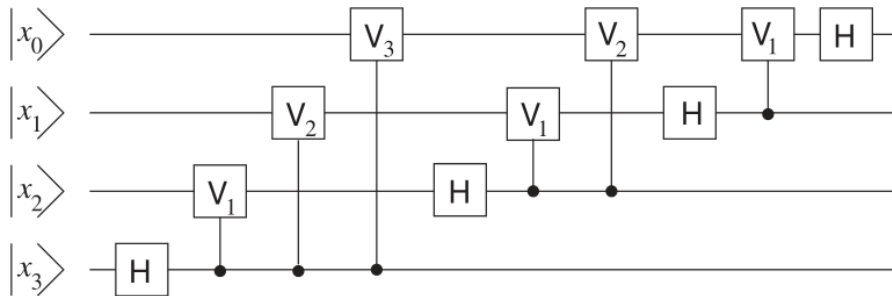 |x₀⟩ V₃ V₂ V₁ H
|x₁⟩ V₂ V₁ H
|x₂⟩ V₁ H
|x₃⟩ H